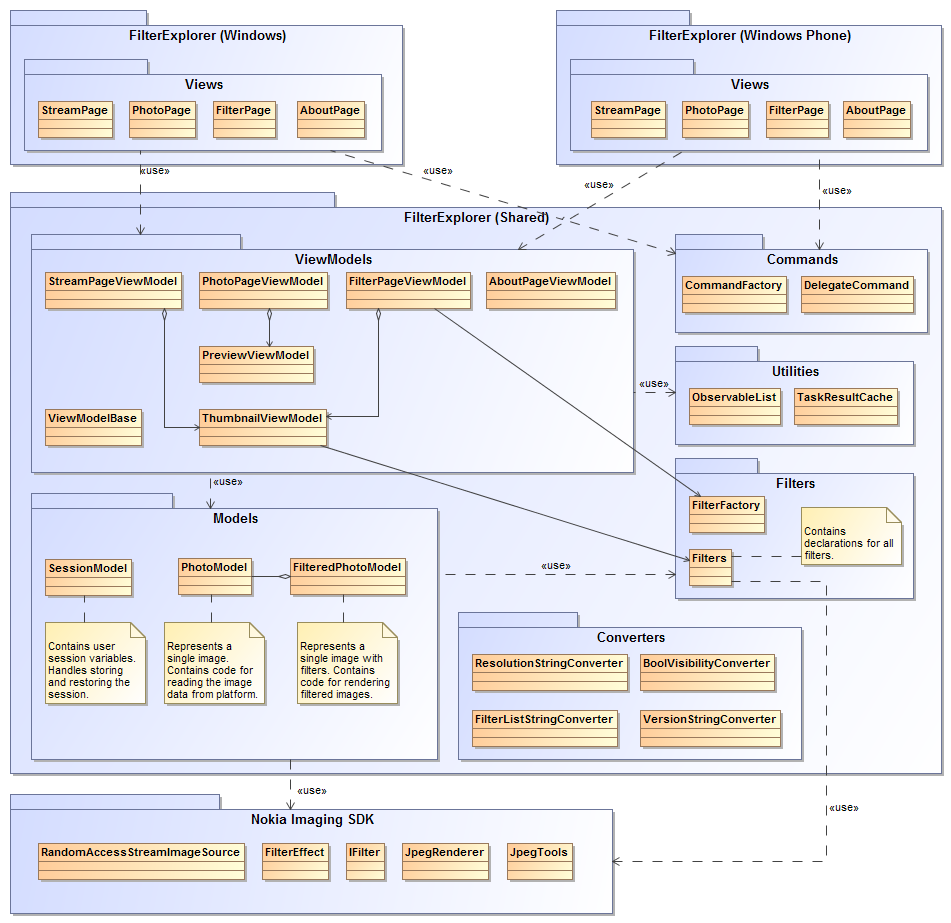 FilterExplorer (Windows)
Views
StreamPage
PhotoPage
FilterPage
AboutPage
FilterExplorer (Windows Phone)
Views
StreamPage
PhotoPage
FilterPage
AboutPage
«use»
«use»
«use»
«use»
FilterExplorer (Shared)
ViewModels
StreamPageViewModel
PhotoPageViewModel
FilterPageViewModel
AboutPageViewModel
PreviewViewModel
ViewModelBase
ThumbnailViewModel
Commands
CommandFactory
DelegateCommand
«use»
Utilities
ObservableList
TaskResultCache
Filters
FilterFactory
Contains
declarations for all
filters.
Filters
«use»
Models
SessionModel
PhotoModel
FilteredPhotoModel
Contains user
session variables.
Handles storing
and restoring the
session.
Represents a
single image.
Contains code for
reading the image
data from platform.
Represents a
single image with
filters. Contains
code for rendering
filtered images.
«use»
Converters
ResolutionStringConverter
BoolVisibilityConverter
FilterListStringConverter
VersionStringConverter
«use»
«use»
Nokia Imaging SDK
RandomAccessStreamImageSource
FilterEffect
IFilter
JpegRenderer
JpegTools